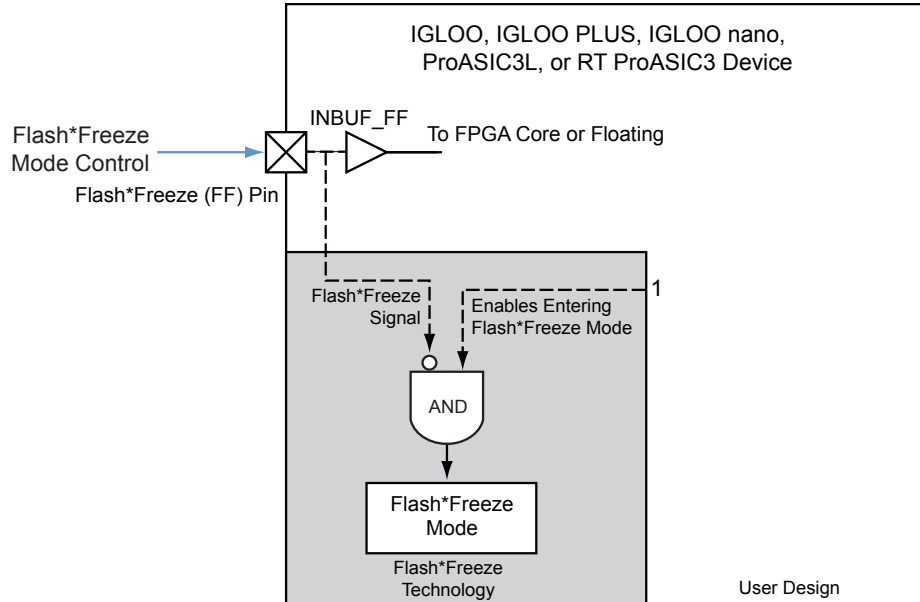 IGLOO, IGLOO PLUS, IGLOO nano,
ProASIC3L, or RT ProASIC3 Device
INBUF_FF
To FPGA Core or Floating
Flash*Freeze
Mode Control
Flash*Freeze (FF) Pin
Flash*Freeze
Signal
Enables Entering
Flash*Freeze Mode
1
AND
Flash*Freeze
Mode
Flash*Freeze
Technology
User Design